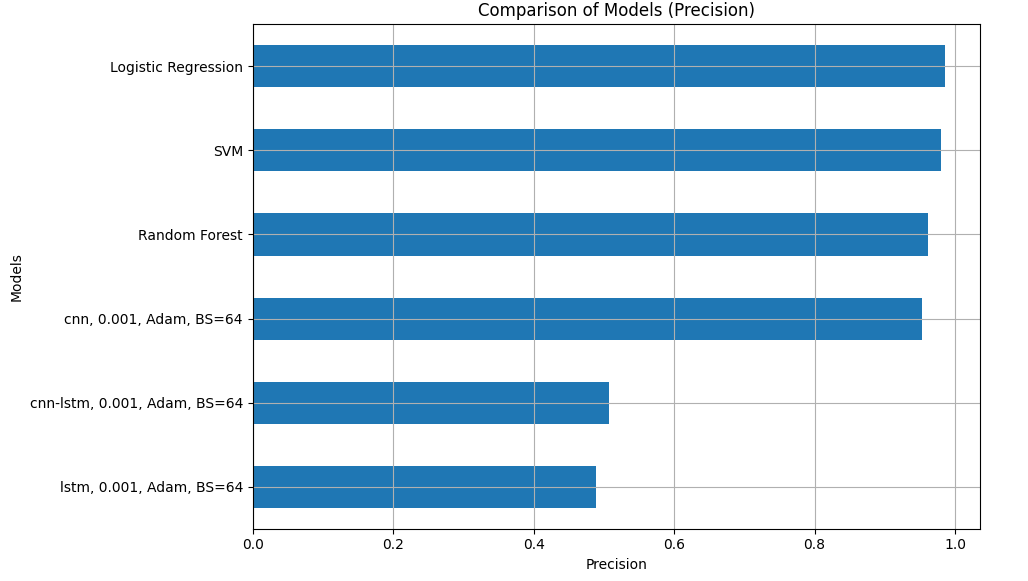 Comparison of Models (Precision)
Models
Logistic Regression
SVM
Random Forest
cnn, 0.001, Adam, BS=64
cnn-lstm, 0.001, Adam, BS=64
lstm, 0.001, Adam, BS=64
0.0 0.2 0.4 0.6 0.8 1.0
Precision